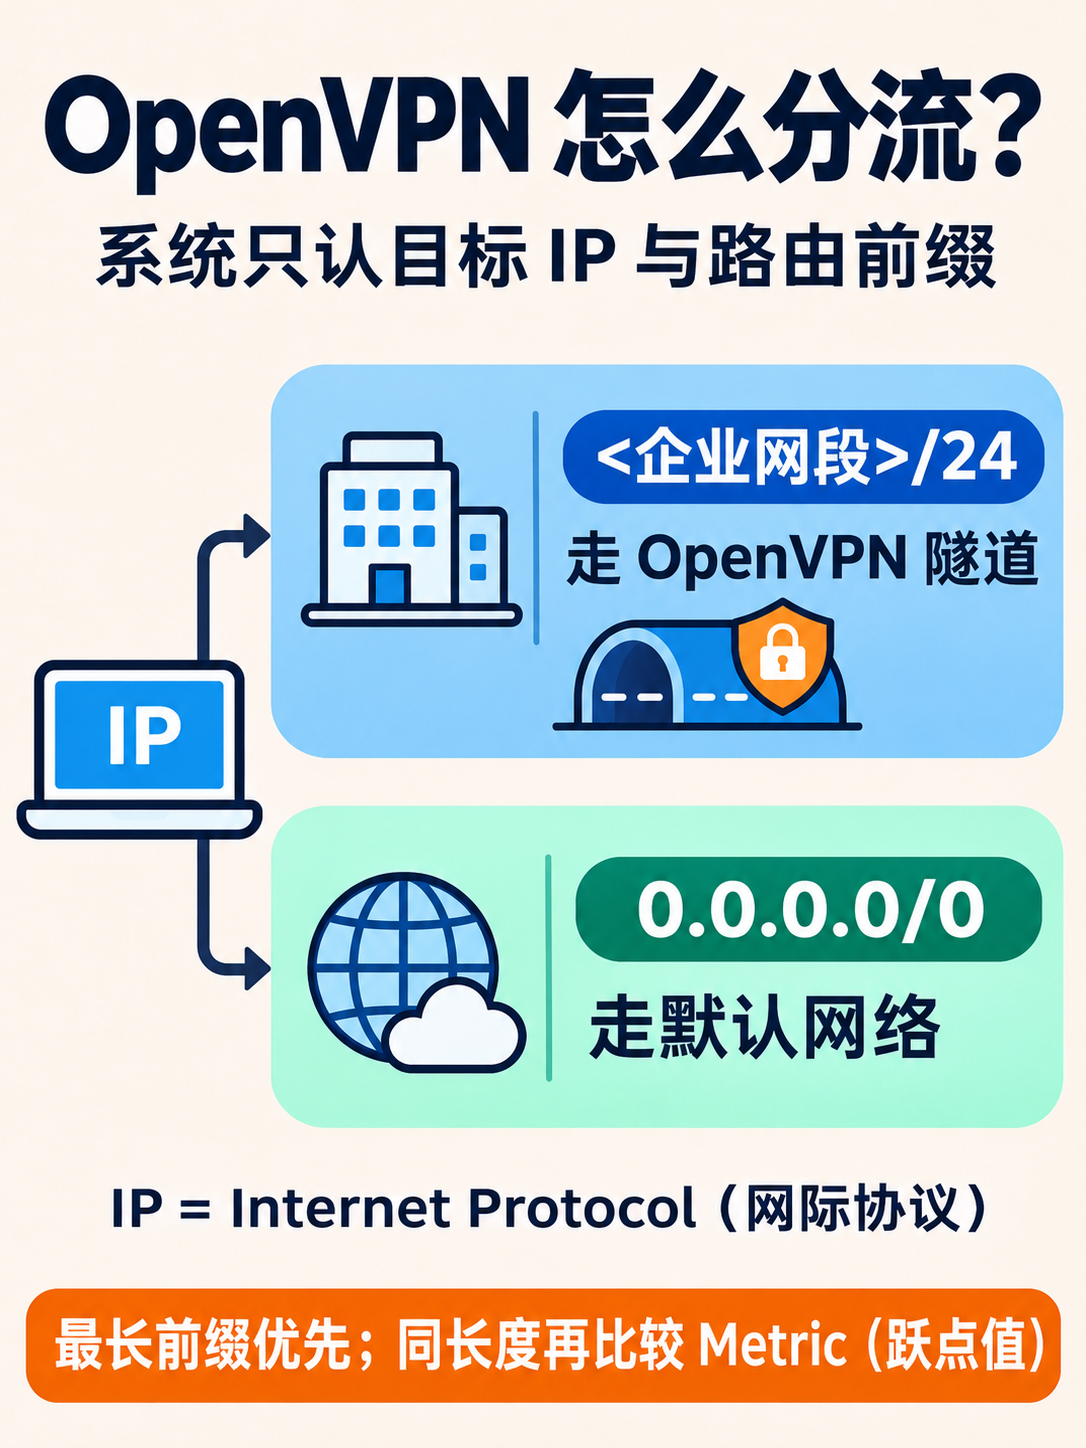 OpenVPN 怎么分流？
系统只认目标 IP 与路由前缀
<企业网段>/24
走 OpenVPN 隧道
IP
0.0.0.0/0
走默认网络
IP = Internet Protocol（网际协议）
最长前缀优先；同长度再比较 Metric（跃点值）